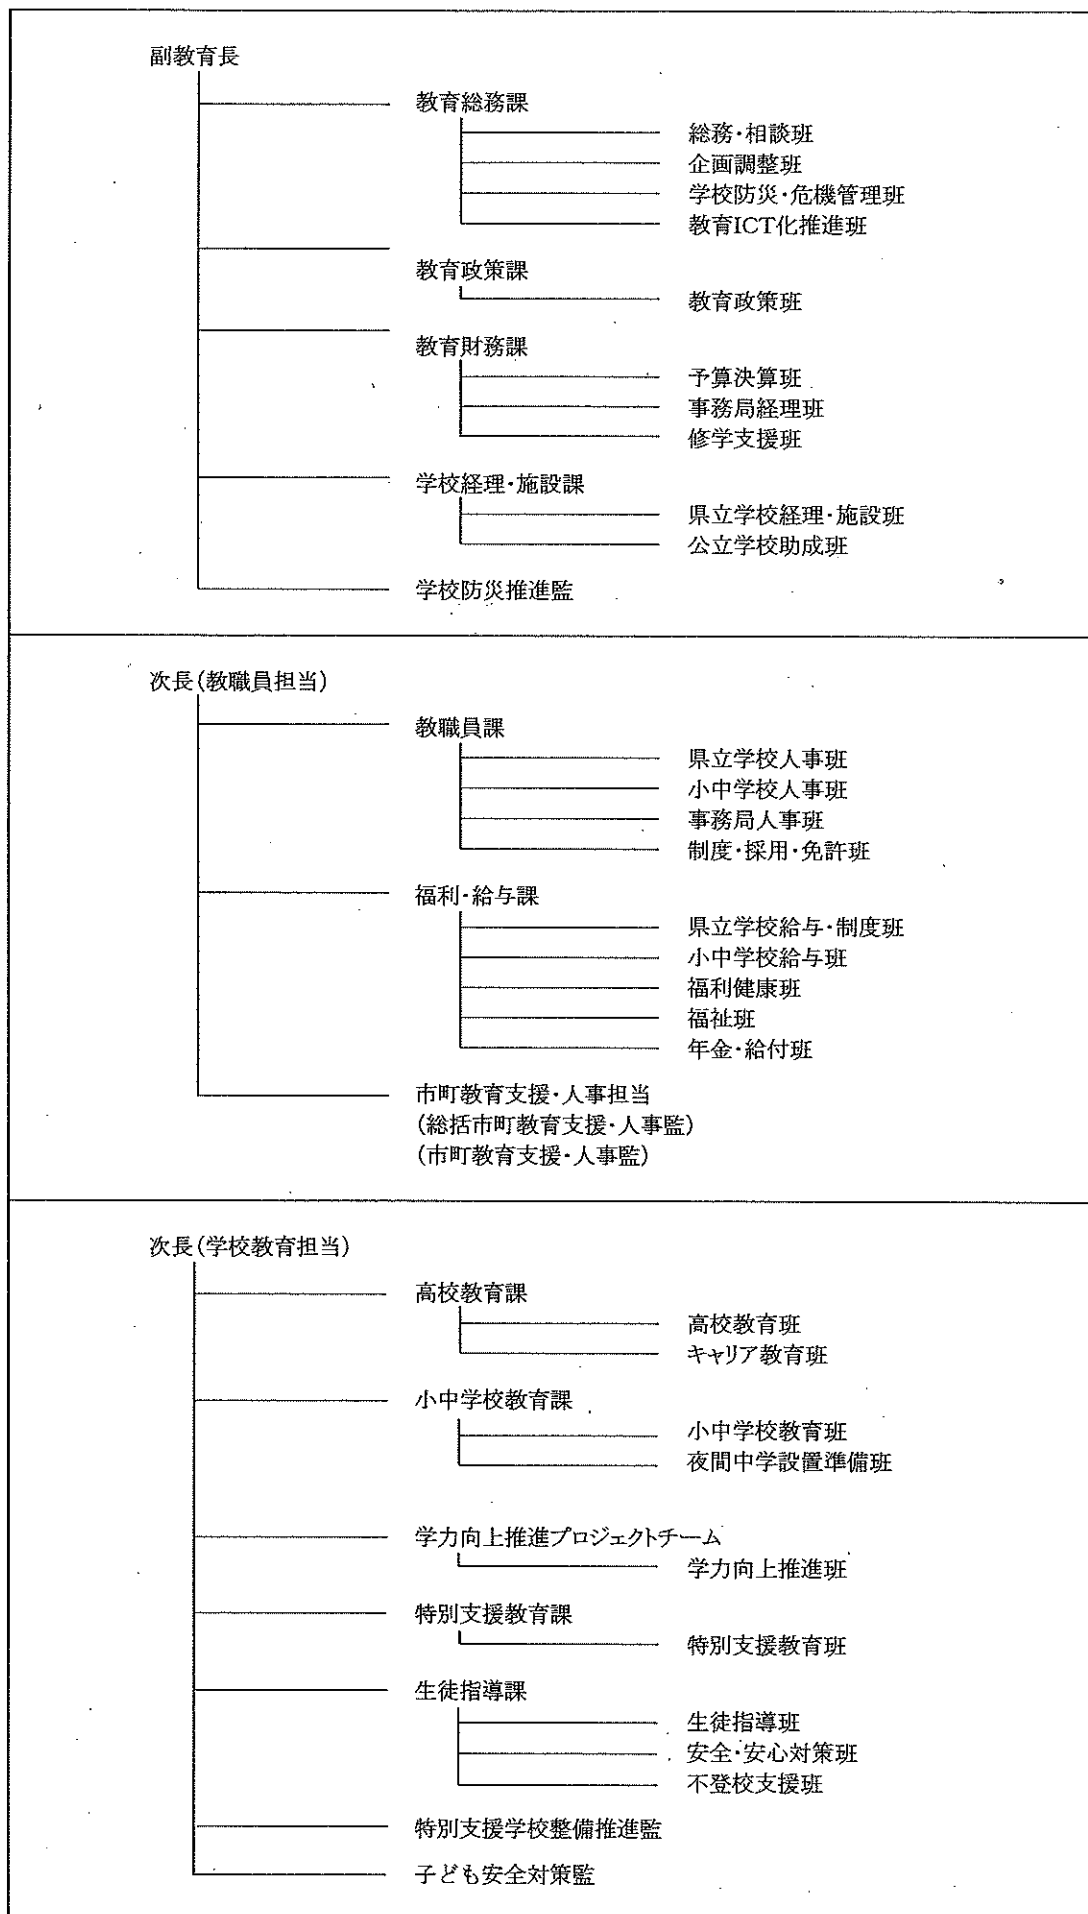 副教育長
教育総務課
総務・相談班
企画調整班
学校防災・危機管理班
教育ICT化推進班
教育政策課
教育政策班
教育財務課
予算決算班
事務局経理班
修学支援班
学校経理・施設課
県立学校経理・施設班
公立学校助成班
学校防災推進監
次長(教職員担当)
教職員課
県立学校人事班
小中学校人事班
事務局人事班
制度・採用・免許班
福利・給与課
県立学校給与・制度班
小中学校給与班
福利健康班
福祉班
年金・給付班
市町教育支援・人事担当
(総括市町教育支援・人事監)
(市町教育支援・人事監)
次長(学校教育担当)
高校教育課
高校教育班
キャリア教育班
小中学校教育課
小中学校教育班
夜間中学設置準備班
学力向上推進プロジェクトチーム
学力向上推進班
特別支援教育課
特別支援教育班
生徒指導課
生徒指導班
安全・安心対策班
不登校支援班
特別支援学校整備推進監
子ども安全対策監